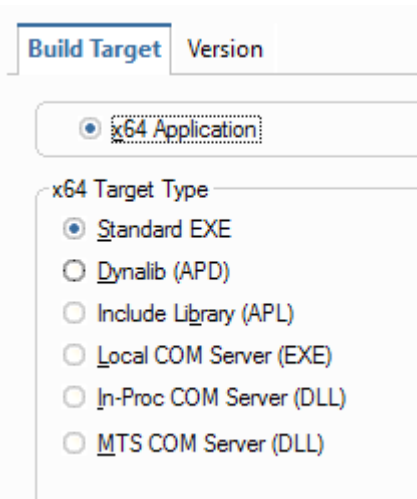 Build Target Version
x64 Application
x64 Target Type
Standard EXE
Dynalib (APD)
Include Library (APL)
Local COM Server (EXE)
In-Proc COM Server (DLL)
MTS COM Server (DLL)